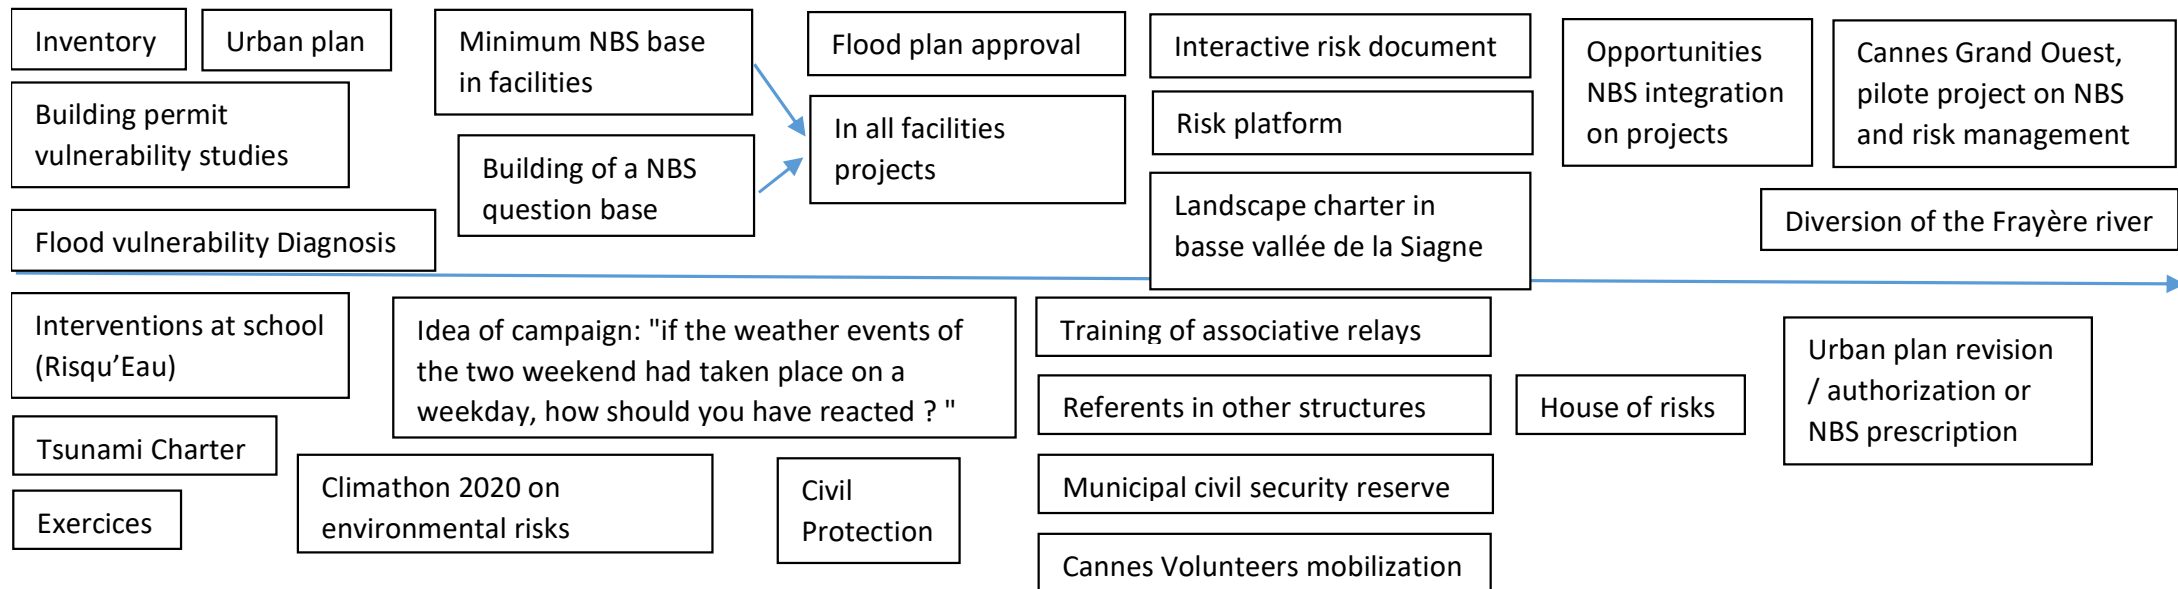 Inventory
Urban plan
Building permit
vulnerability studies
Flood vulnerability Diagnosis
Minimum NBS base
in facilities
Building of a NBS
question base
Flood plan approval
In all facilities
projects
Interactive risk document
Risk platform
Landscape charter in
basse vallée de la Siagne
Opportunities
NBS integration
on projects
Cannes Grand Ouest,
pilote project on NBS
and risk management
Diversion of the Frayère river
Interventions at school
(Risqu’Eau)
Tsunami Charter
Exercices
Idea of campaign: "if the weather events of
the two weekend had taken place on a
weekday, how should you have reacted ? "
Climathon 2020 on
environmental risks
Civil
Protection
Training of associative relays
Referents in other structures
Municipal civil security reserve
Cannes Volunteers mobilization
House of risks
Urban plan revision
/ authorization or
NBS prescription